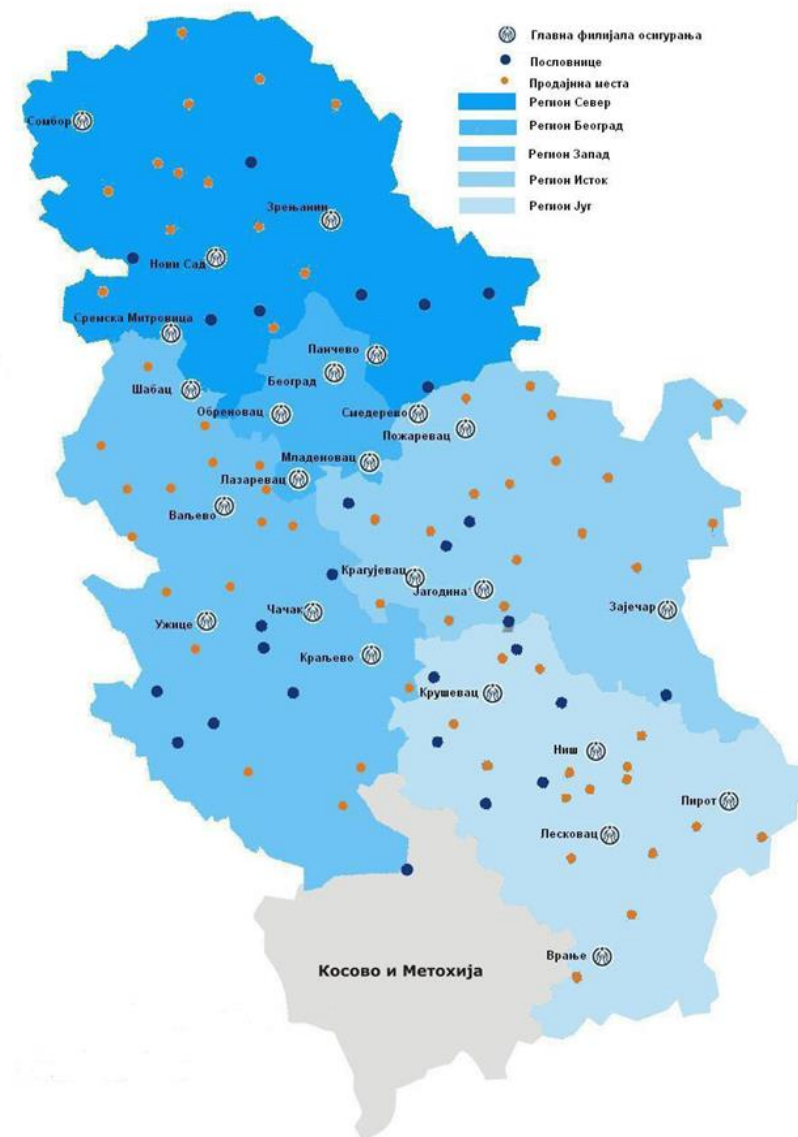 Главна филијала осигурања
Пословнице
Продајнна места
Регион Север
Регион Београд
Регион Запад
Регион Исток
Регион Југ
Сомбор
Зрењанин
Нови Сад
Сремска Митровица
Панчево
Београд
Шабац
Обреновац
Смедерево
Пожаревац
Младеновац
Лазаревац
Ваљево
Крагујевац
Јагодина
Чачак
Зајечар
Ужице
Краљево
Крушевац
Ниш
Пирот
Лесковац
Врање
Косово и Метохија